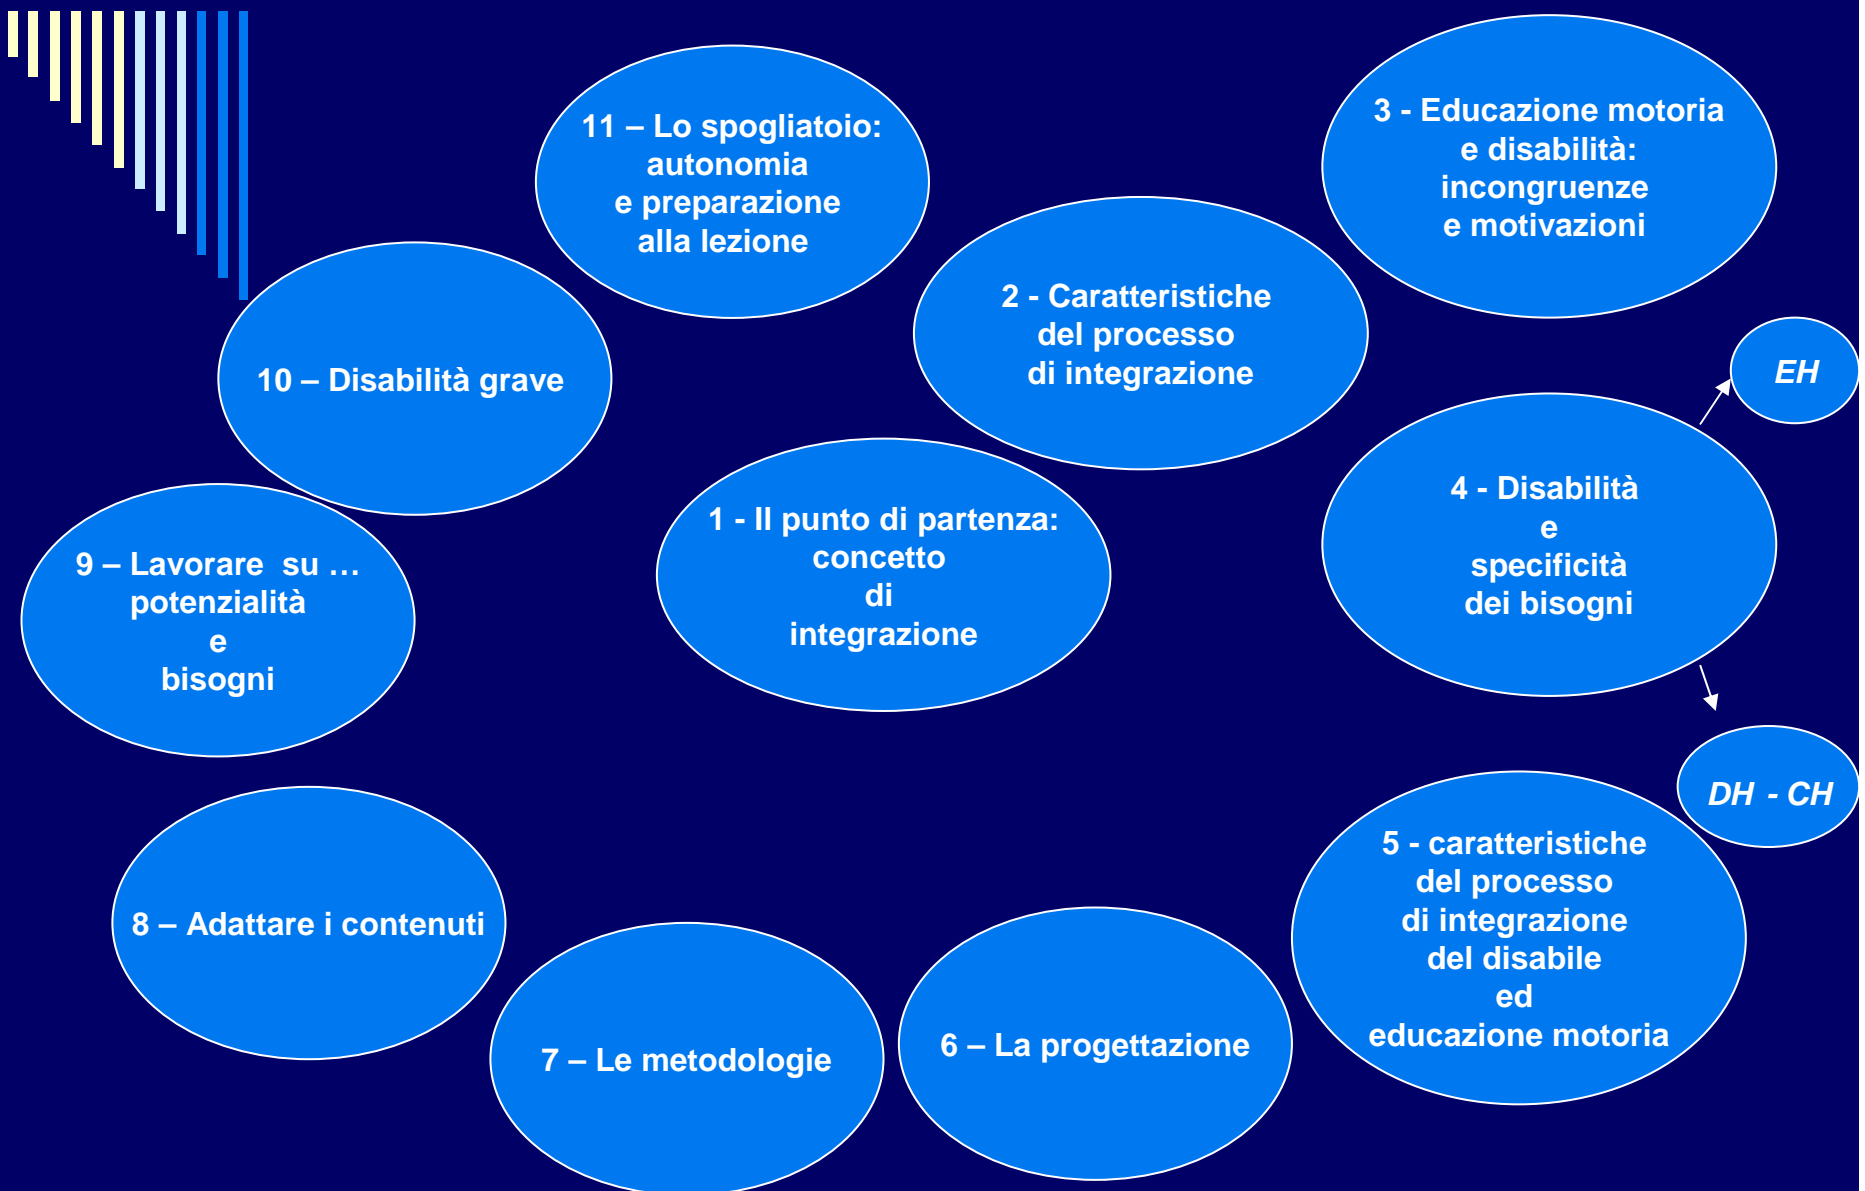 1 - Il punto di partenza:
concetto
di
integrazione
2 - Caratteristiche
del processo
di integrazione
3 - Educazione motoria
e disabilità:
incongruenze
e motivazioni
4 - Disabilità
e
specificità
dei bisogni
EH
DH - CH
5 - caratteristiche
del processo
di integrazione
del disabile
ed
educazione motoria
6 – La progettazione
7 – Le metodologie
8 – Adattare i contenuti
9 – Lavorare su …
potenzialità
e
bisogni
10 – Disabilità grave
11 – Lo spogliatoio:
autonomia
e preparazione
alla lezione